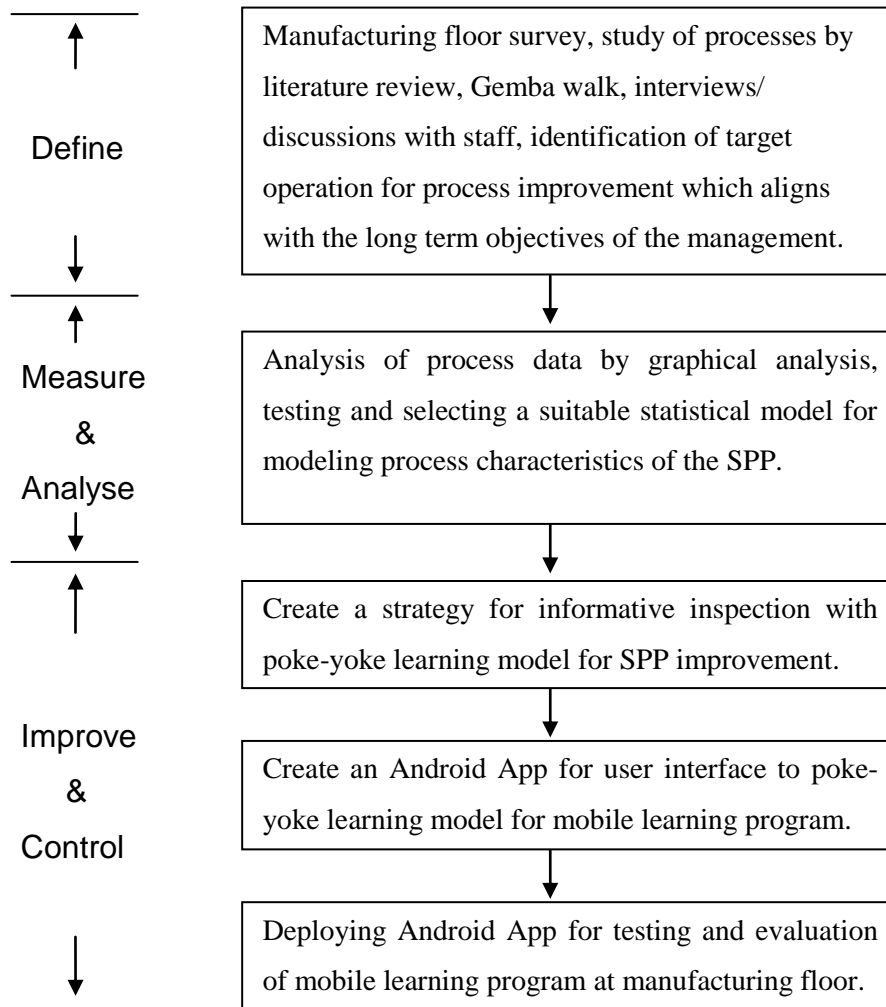 Define
Manufacturing floor survey, study of processes by
literature review, Gemba walk, interviews/
discussions with staff, identification of target
operation for process improvement which aligns
with the long term objectives of the management.
Measure
&
Analyse
Analysis of process data by graphical analysis,
testing and selecting a suitable statistical model for
modeling process characteristics of the SPP.
Improve
&
Control
Create a strategy for informative inspection with
poke-yoke learning model for SPP improvement.
Create an Android App for user interface to poke-
yoke learning model for mobile learning program.
Deploying Android App for testing and evaluation
of mobile learning program at manufacturing floor.